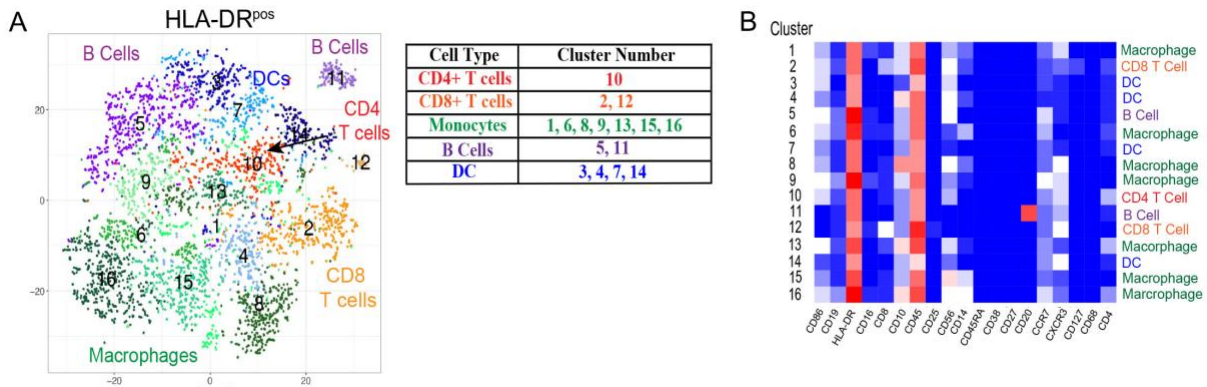 A
HLA-DRpos
B Cells
B Cells
DCs
CD4
T cells
CD8
T cells
Macrophages
3
11
7
5
14
10
12
9
13
1
2
6
4
16
15
8
20
0
−20
−20
0
20
Cell Type Cluster Number
CD4+ T cells 10
CD8+ T cells 2, 12
Monocytes 1, 6, 8, 9, 13, 15, 16
B Cells 5, 11
DC 3, 4, 7, 14
B
Cluster
1 Macrophage
2 CD8 T Cell
3 DC
4 DC
5 B Cell
6 Macrophage
7 DC
8 Macrophage
9 Macrophage
10 CD4 T Cell
11 B Cell
12 CD8 T Cell
13 Macorphage
14 DC
15 Macrophage
16 Marcrophage
CD86 CD19 HLA-DR CD16 CD8 CD10 CD45 CD25 CD56 CD14 CD45RA CD38 CD27 CD20 CCR7 CXCR3 CD127 CD68 CD4